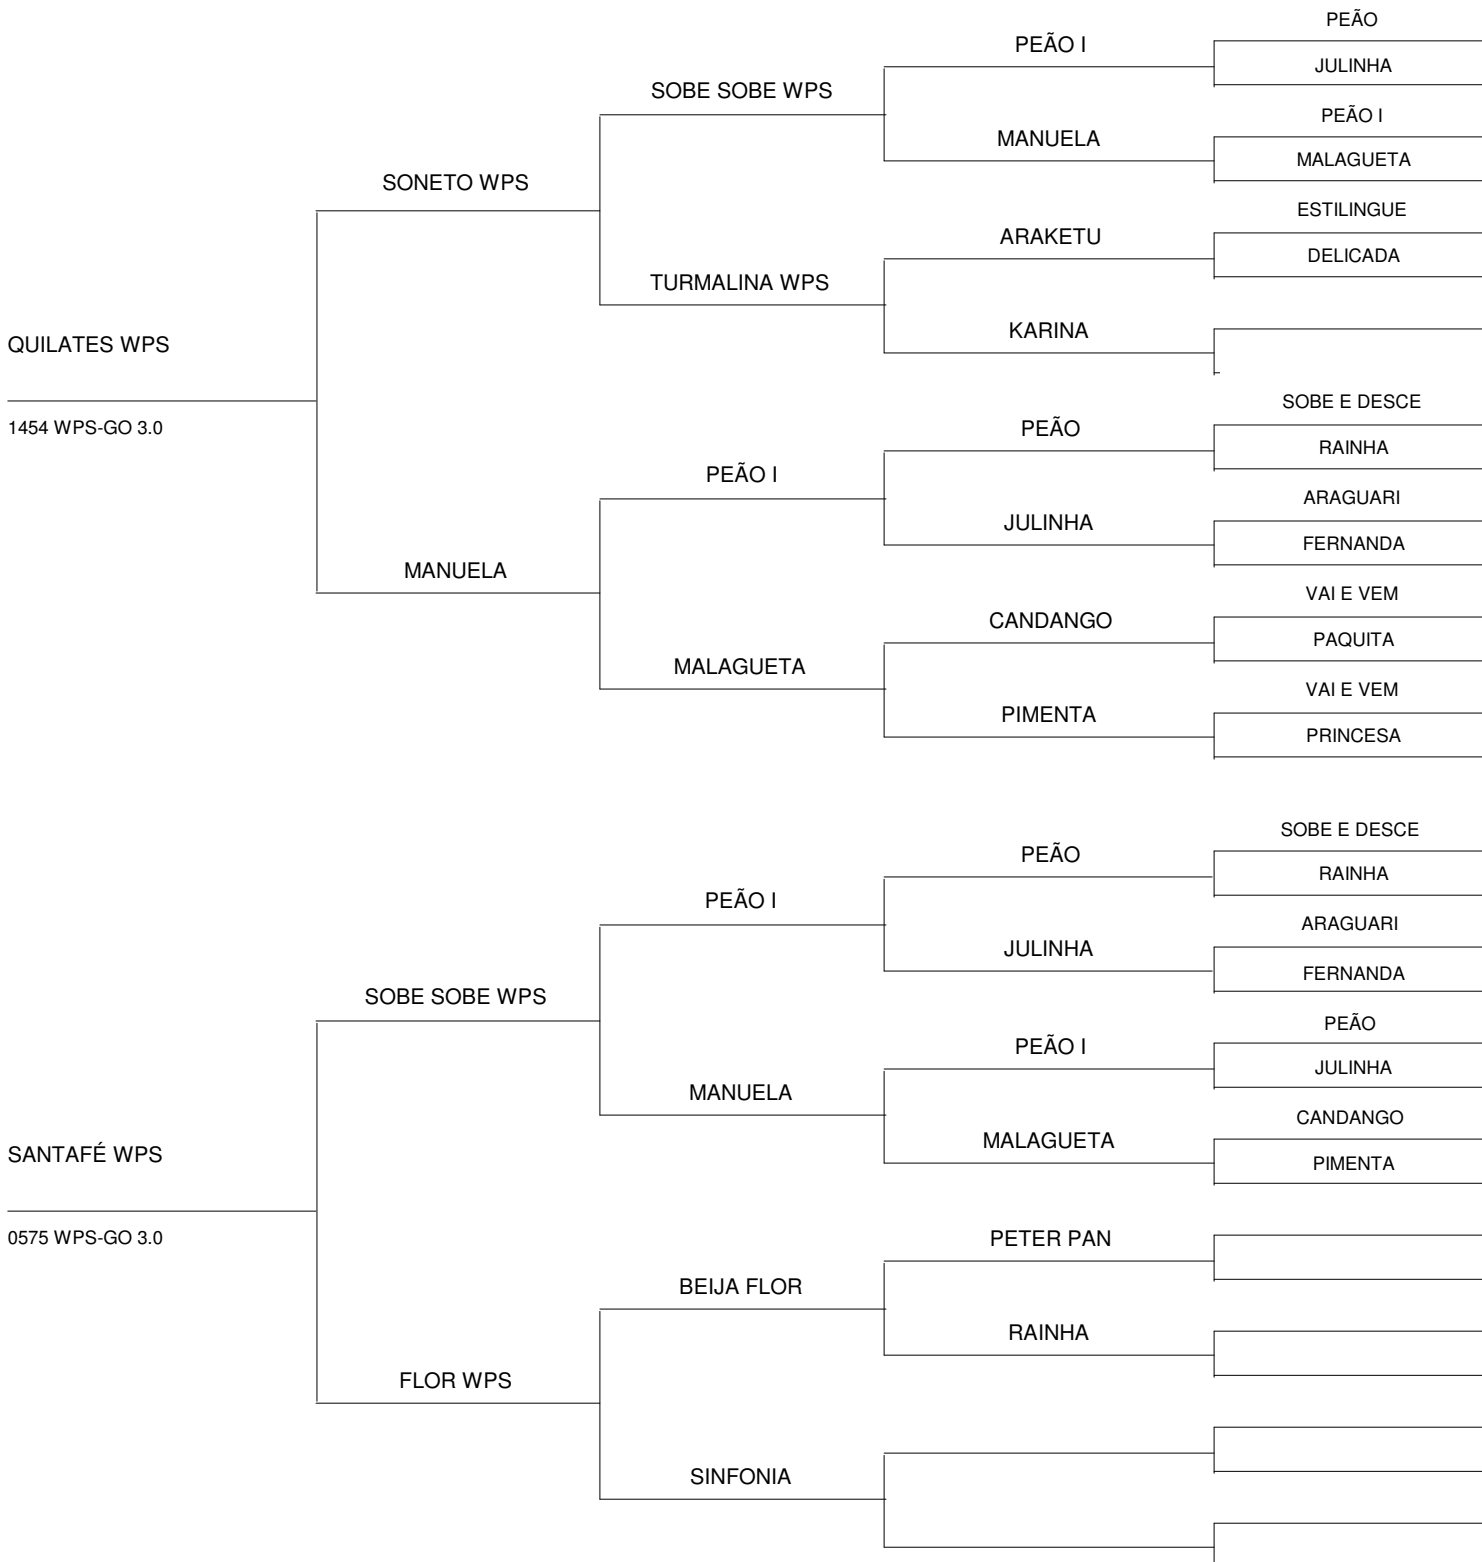 PEÃO
PEÃO I
JULINHA
SOBE SOBE WPS
PEÃO I
MANUELA
MALAGUETA
SONETO WPS
ESTILINGUE
ARAKETU
DELICADA
TURMALINA WPS
KARINA
QUILATES WPS
SOBE E DESCE
1454 WPS-GO 3.0
PEÃO
RAINHA
PEÃO I
ARAGUARI
JULINHA
FERNANDA
MANUELA
VAI E VEM
CANDANGO
PAQUITA
MALAGUETA
VAI E VEM
PIMENTA
PRINCESA
SOBE E DESCE
PEÃO
RAINHA
PEÃO I
ARAGUARI
JULINHA
FERNANDA
SOBE SOBE WPS
PEÃO
PEÃO I
JULINHA
MANUELA
CANDANGO
MALAGUETA
PIMENTA
SANTAFÉ WPS
0575 WPS-GO 3.0
PETER PAN
BEIJA FLOR
RAINHA
FLOR WPS
SINFONIA